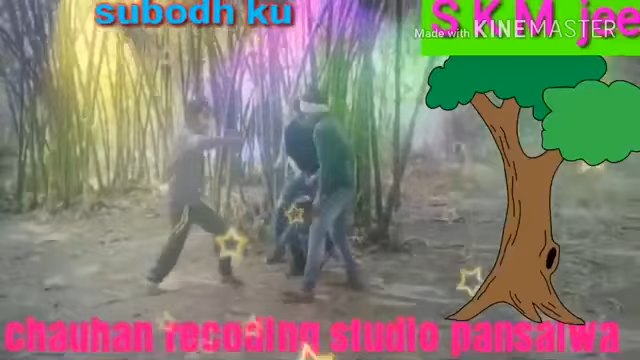 subodh ku
S.K.M. jee
Made with KINEMASTER
chauhan recoding studio pansalwa